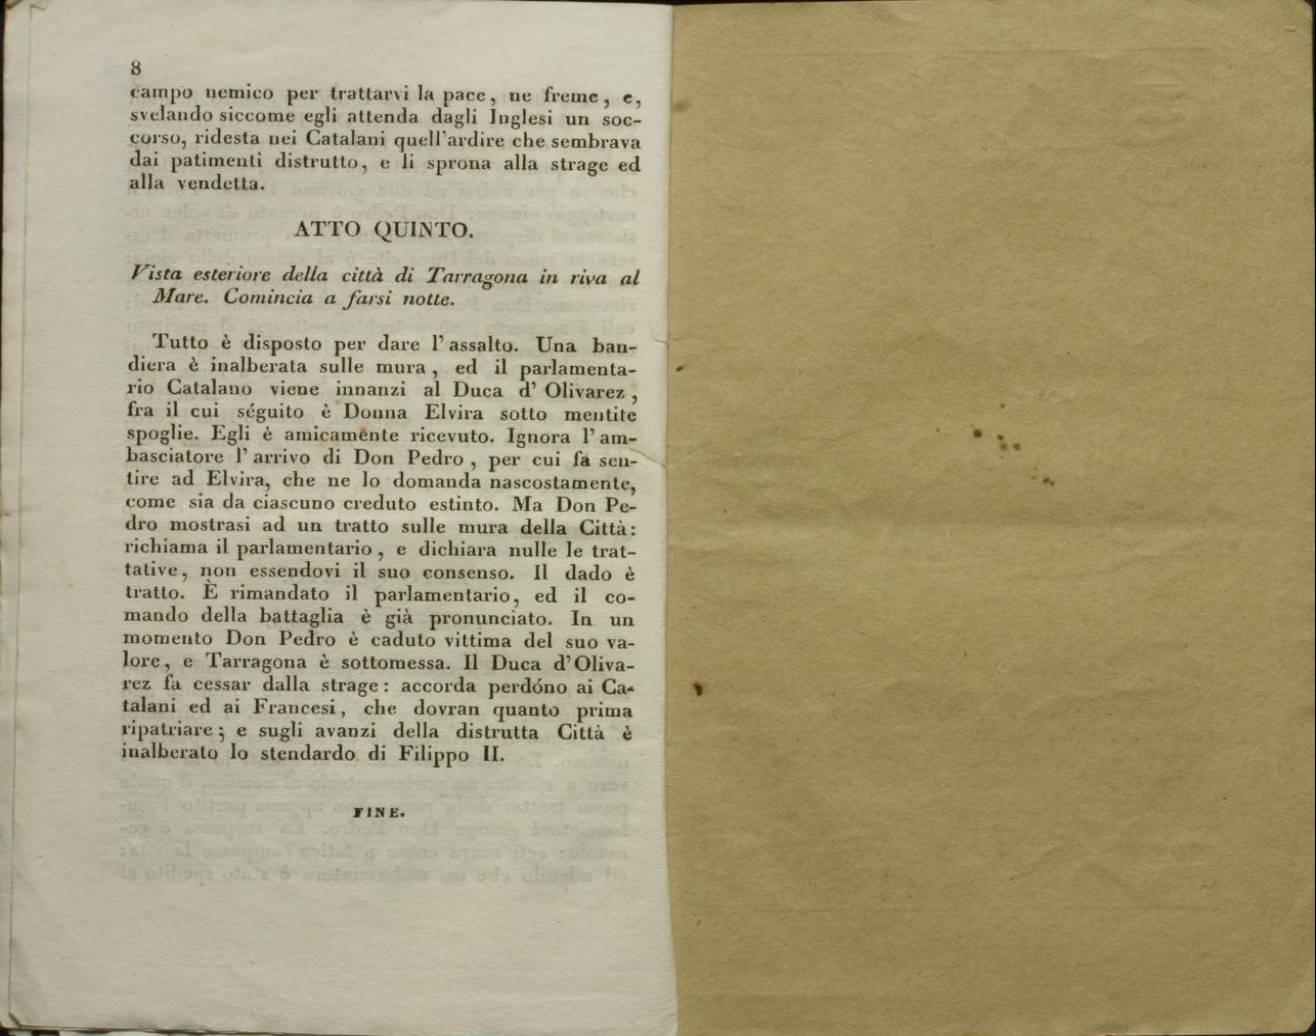 8
campo nemico per trattarvi la pace, ne freme, e,
svelando siccome egli attenda dagli Inglesi un soc-
corso, ridesta nei Catalani quell'ardire che sembrava
dai patimenti distrutto, e li sprona alla strage ed
alla vendetta.
ATTO QUINTO.
Vista esteriore della città di Tarragona in riva al
Mare. Comincia a farsi notte.
Tutto è disposto per dare l'assalto. Una ban-
diera è inalberata sulle mura, ed il parlamenta-
rio Catalano viene innanzi al Duca d'Olivarez,
fra il cui séguito è Donna Elvira sotto mentite
spoglie. Egli è amicamente ricevuto. Ignora l'am-
basciatore l'arrivo di Don Pedro, per cui fa sen-
tire ad Elvira, che ne lo domanda nascostamente,
come sia da ciascuno creduto estinto. Ma Don Pe-
dro mostrasi ad un tratto sulle mura della Città:
richiama il parlamentario, e dichiara nulle le trat-
tative, non essendovi il suo consenso. Il dado è
tratto. È rimandato il parlamentario, ed il co-
mando della battaglia è già pronunciato. In un
momento Don Pedro è caduto vittima del suo va-
lore, e Tarragona è sottomessa. Il Duca d'Oliva-
rez fa cessar dalla strage: accorda perdóno ai Ca-
talani ed ai Francesi, che dovran quanto prima
ripatriare; e sugli avanzi della distrutta Città è
inalberato lo stendardo di Filippo II.
FINE.